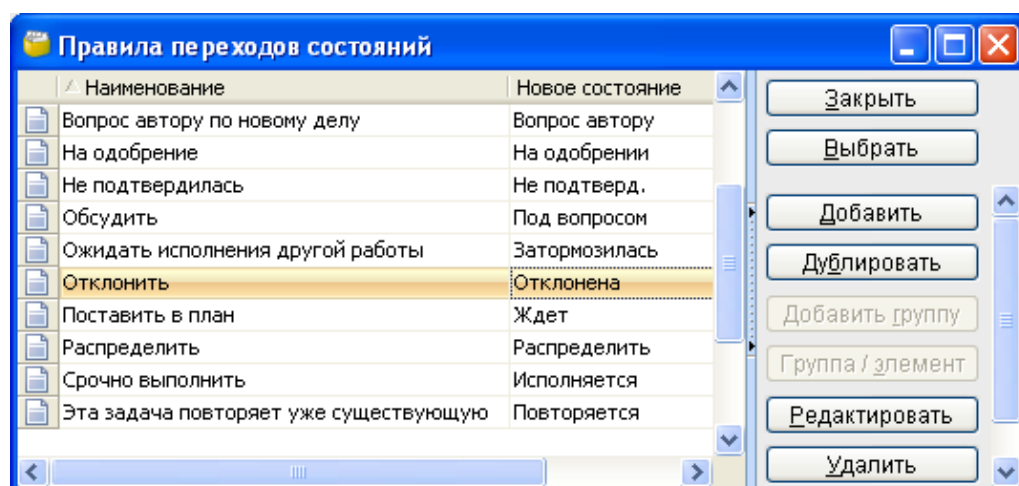 Правила переходов состояний
Наименование Новое состояние
Вопрос автору по новому делу Вопрос автору
На одобрение На одобрении
Не подтвердилась Не подтверд.
Обсудить Под вопросом
Ожидать исполнения другой работы Затормозилась
Отклонить Отклонена
Поставить в план Ждет
Распределить Распределить
Срочно выполнить Исполняется
Эта задача повторяет уже существующую Повторяется
Закрыть
Выбрать
Добавить
Дублировать
Добавить группу
Группа / элемент
Редактировать
Удалить